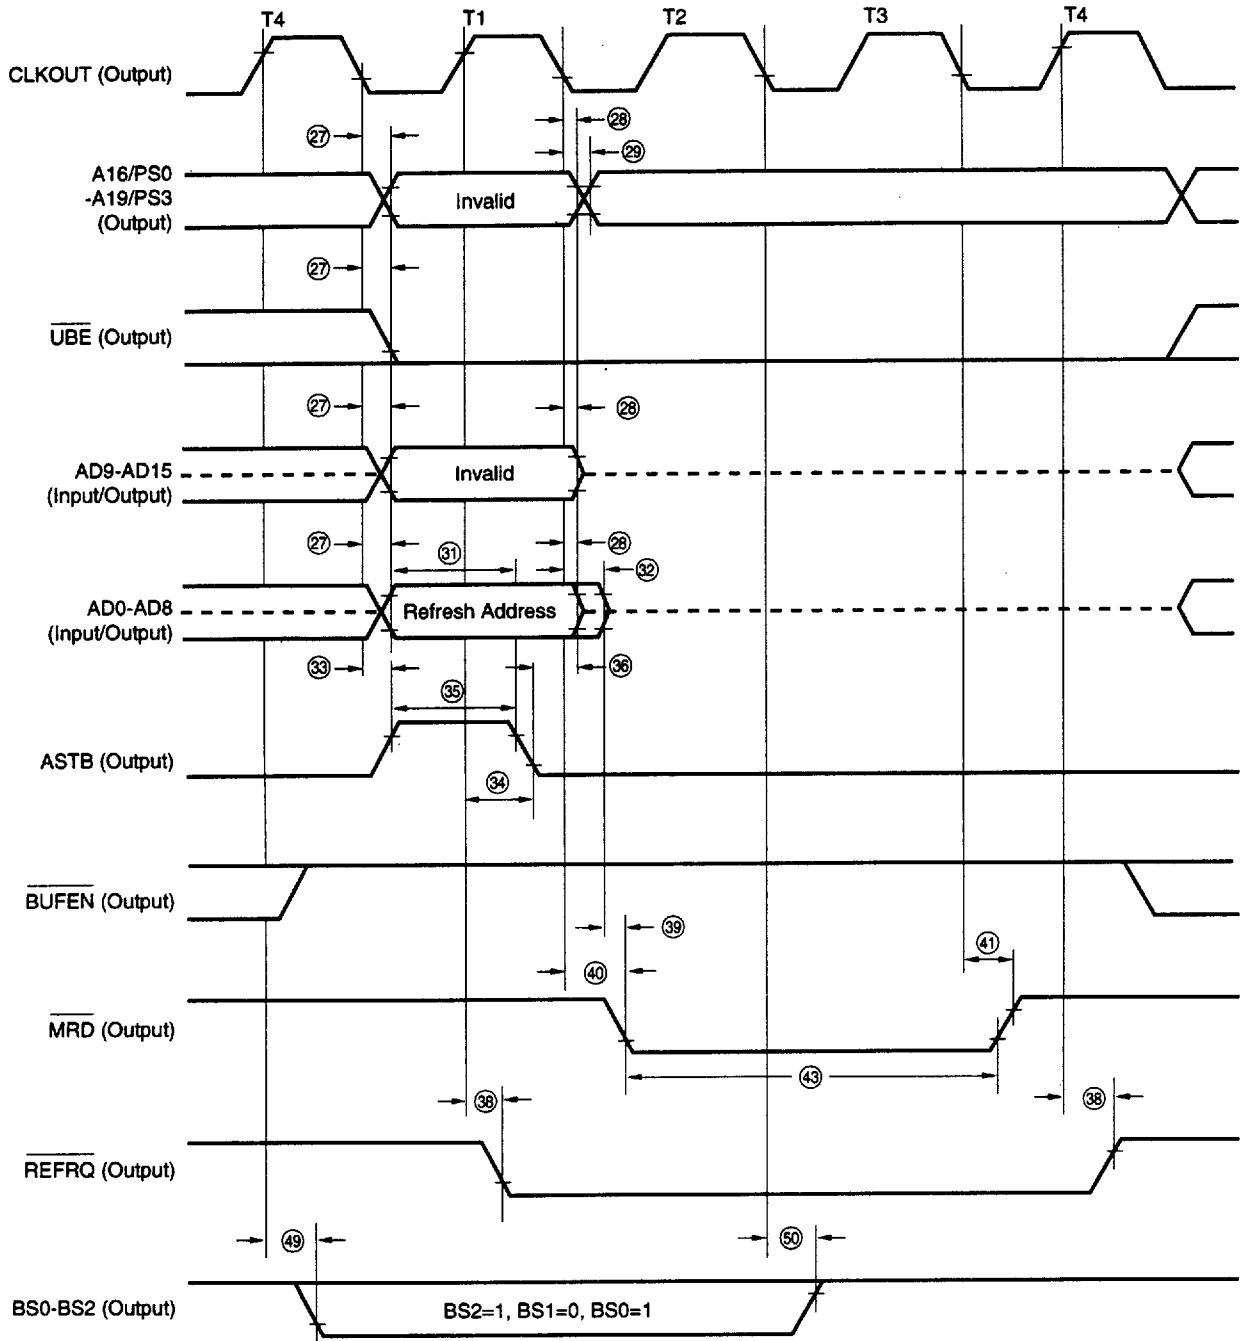 T4 T1 T2 T3 T4
CLKOUT (Output)
㉘
㉗
㉙
A16/PS0
-A19/PS3
(Output)
Invalid
㉗
UBE (Output)
㉗ ㉘
AD9-AD15
(Input/Output)
Invalid
㉗ ㉛ ㉘
㉜
AD0-AD8
(Input/Output)
Refresh Address
㉝ ㊱
㉟
ASTB (Output)
㉞
BUFEN (Output)
㊴
㊵ ㊶
MRD (Output)
㊸
㊳ ㊳
REFRQ (Output)
㊾ ㊿
BS0-BS2 (Output)
BS2=1, BS1=0, BS0=1